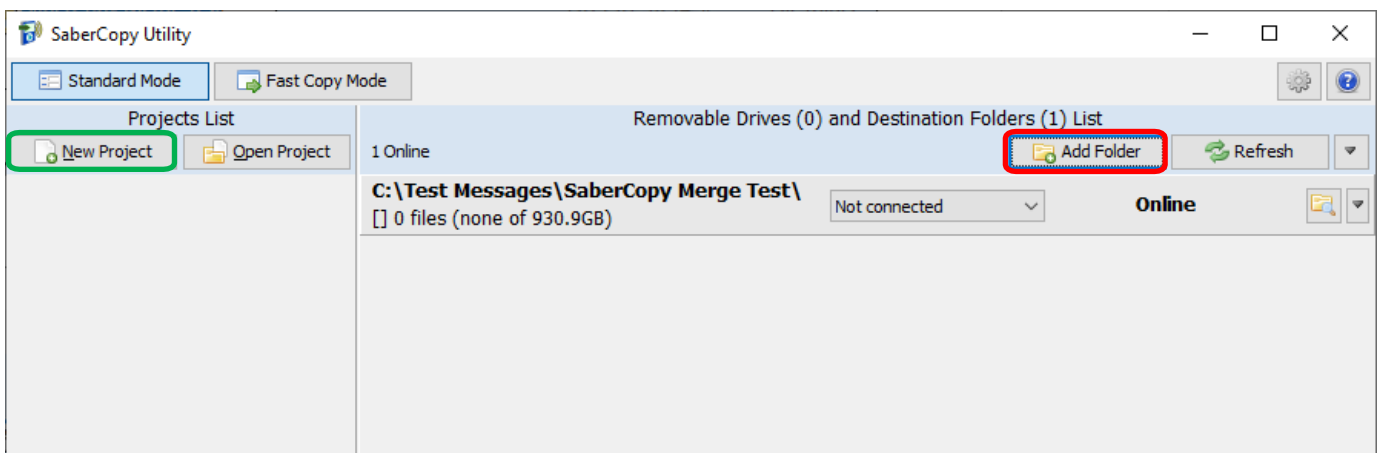 SaberCopy Utility
Standard Mode
Fast Copy Mode
Projects List
Removable Drives (0) and Destination Folders (1) List
New Project
Open Project
1 Online
Add Folder
Refresh
C:\Test Messages\SaberCopy Merge Test\
[] 0 files (none of 930.9GB)
Not connected
Online